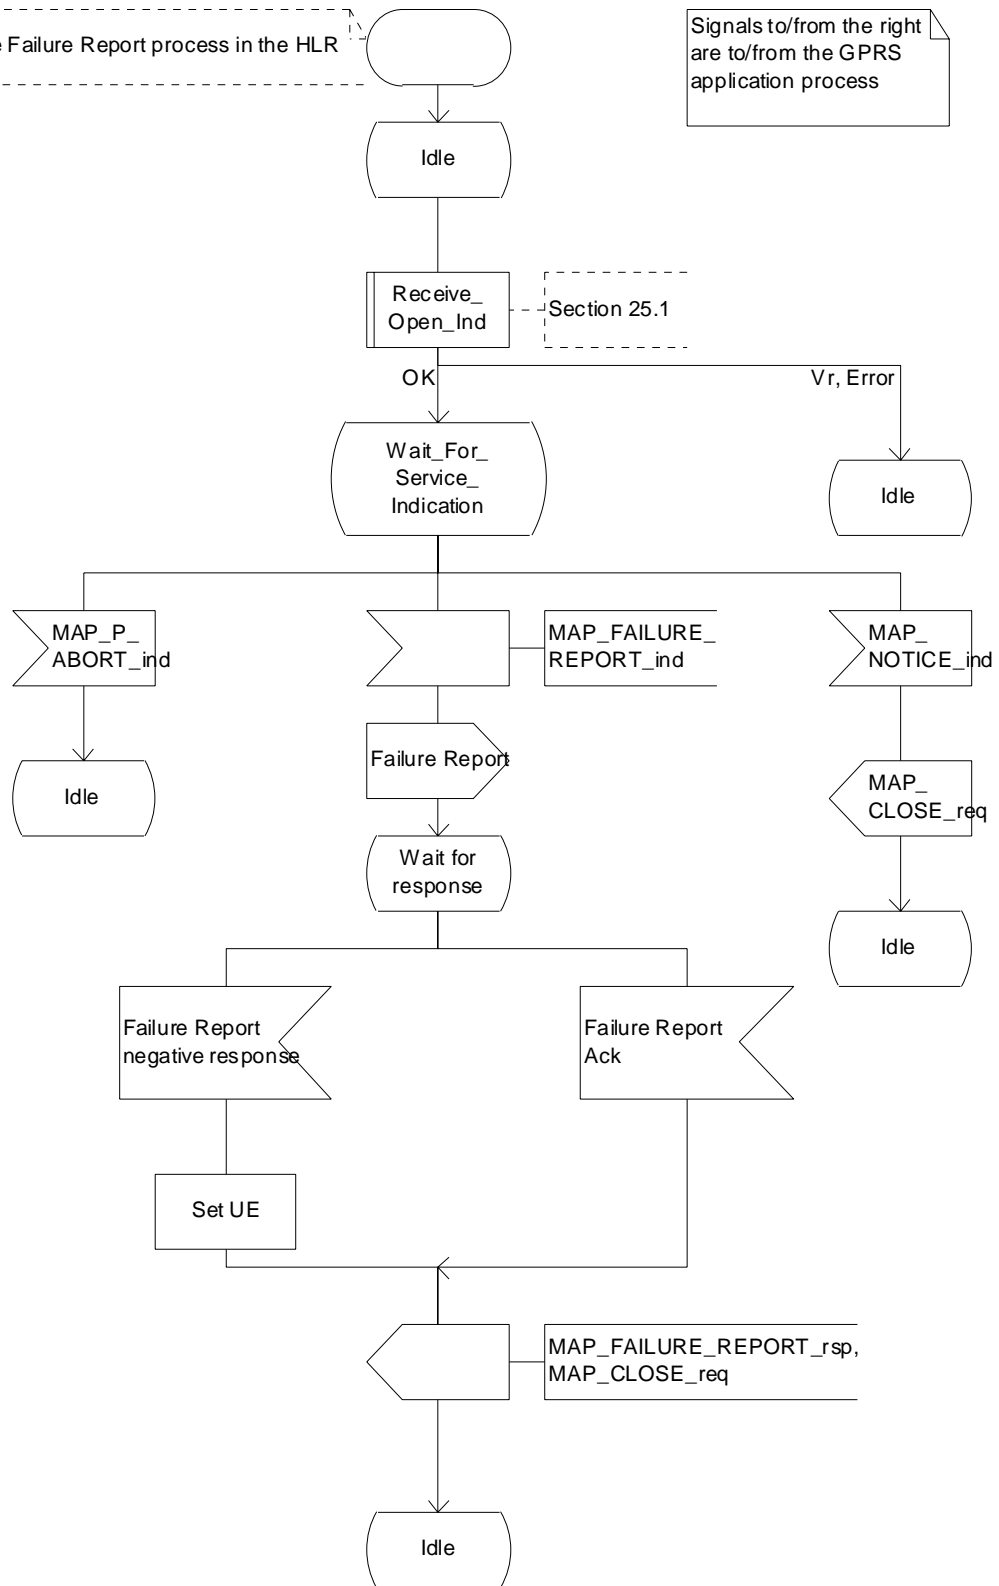 Failure Report process in the HLR
Signals to/from the right
are to/from the GPRS
application process
Idle
Receive_
Open_Ind
Section 25.1
OK
Vr, Error
Wait_For_
Service_
Indication
Idle
MAP_P_
ABORT_ind
MAP_FAILURE_
REPORT_ind
MAP_
NOTICE_ind
Failure Report
Idle
MAP_
CLOSE_req
Wait for
response
Idle
Failure Report
negative response
Failure Report
Ack
Set UE
MAP_FAILURE_REPORT_rsp,
MAP_CLOSE_req
Idle